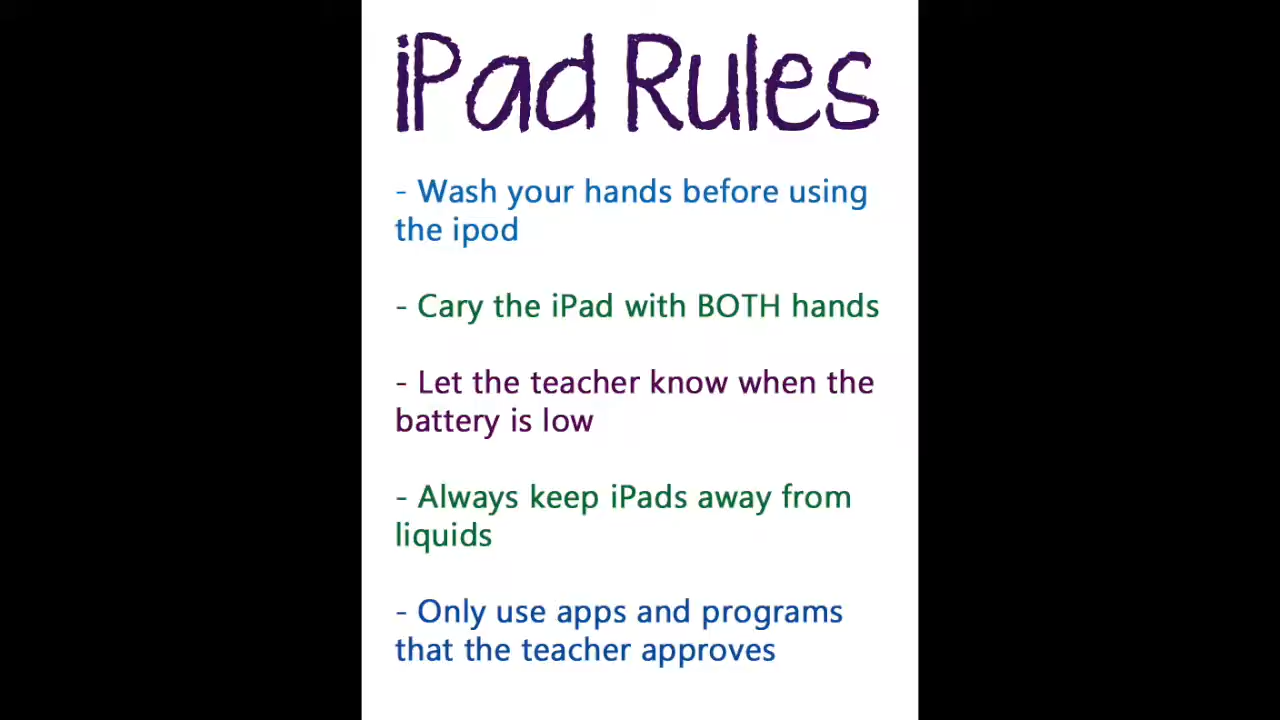 iPad Rules
- Wash your hands before using
the ipod
- Cary the iPad with BOTH hands
- Let the teacher know when the
battery is low
- Always keep iPads away from
liquids
- Only use apps and programs
that the teacher approves